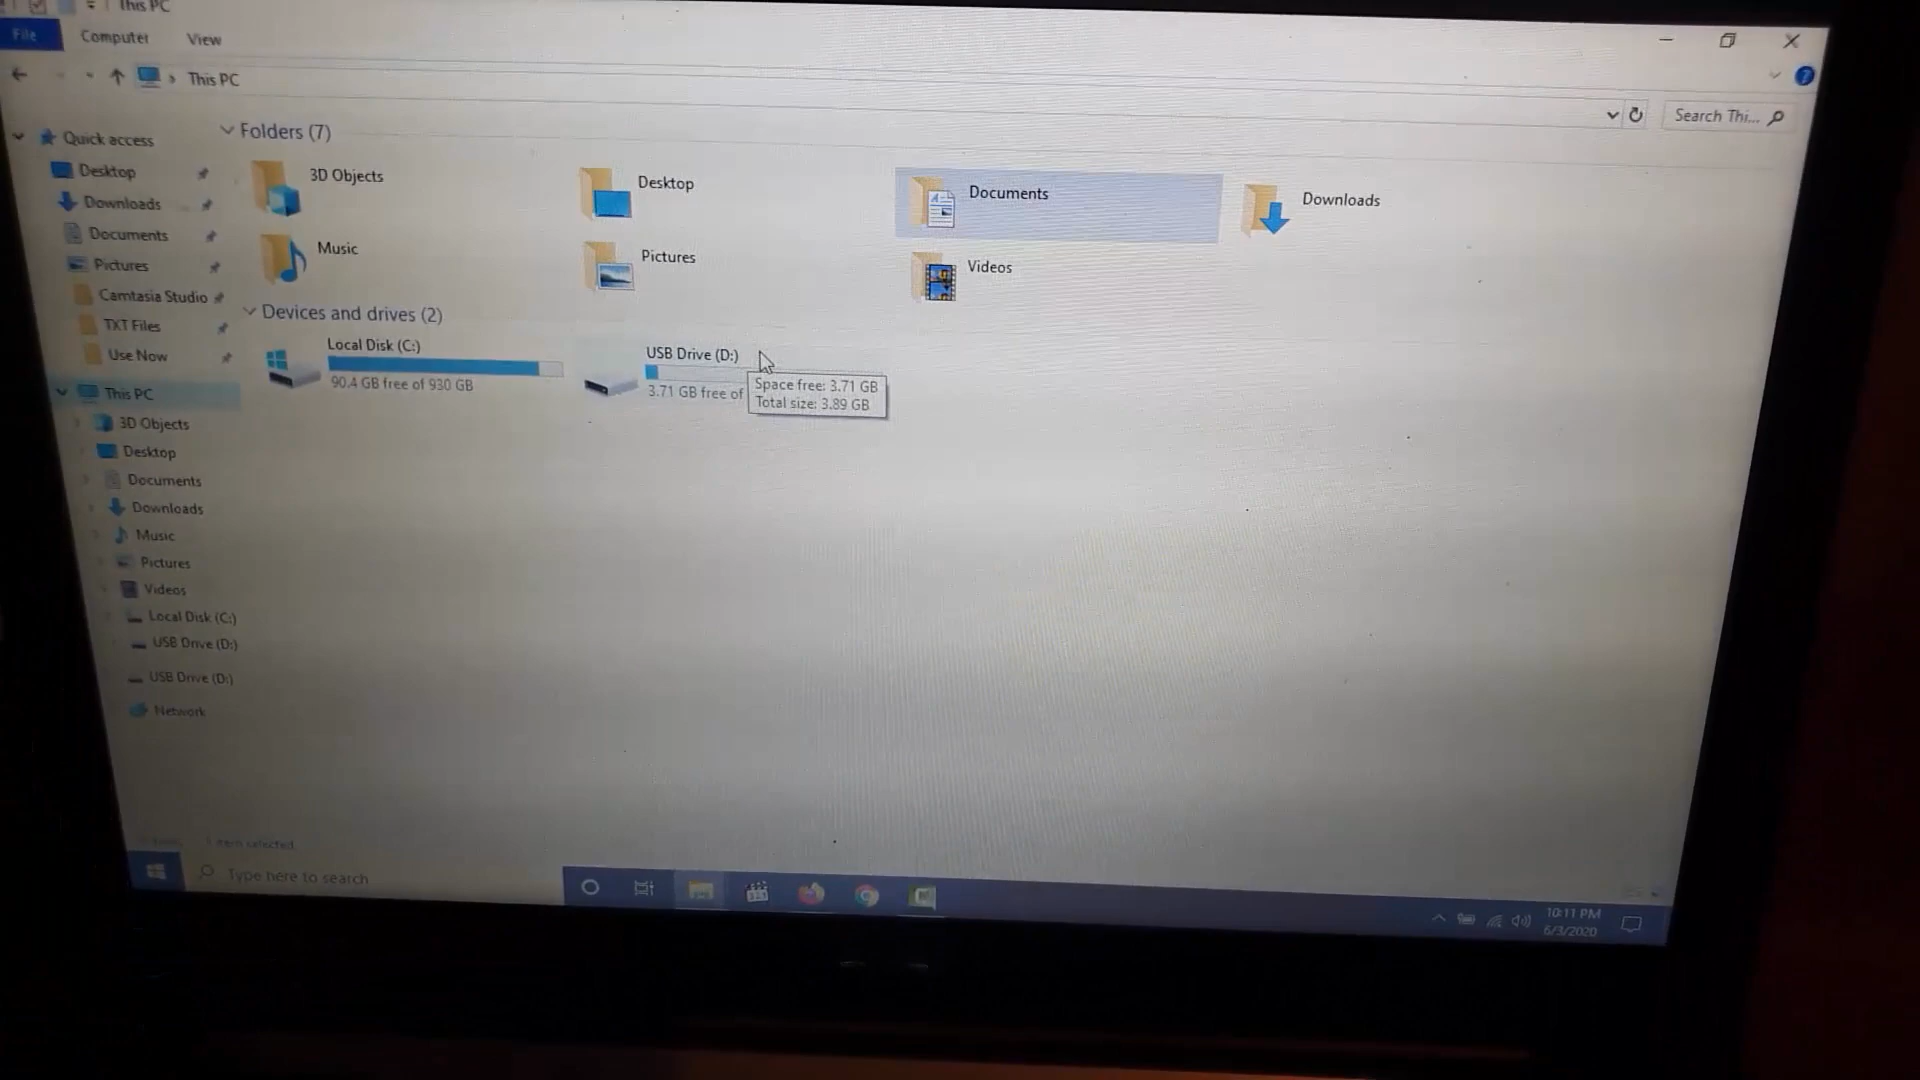 This PC
File
Computer
View
This PC
Search Thi...
Quick access
Desktop
Downloads
Documents
Pictures
Camtasia Studio
TXT Files
Use Now
This PC
3D Objects
Desktop
Documents
Downloads
Music
Pictures
Videos
Local Disk (C:)
USB Drive (D:)
USB Drive (D:)
Network
Folders (7)
3D Objects
Desktop
Documents
Downloads
Music
Pictures
Videos
Devices and drives (2)
Local Disk (C:)
90.4 GB free of 930 GB
USB Drive (D:)
3.71 GB free of
Space free: 3.71 GB
Total size: 3.89 GB
1 item selected
Type here to search
321
10:11 PM
6/3/2020